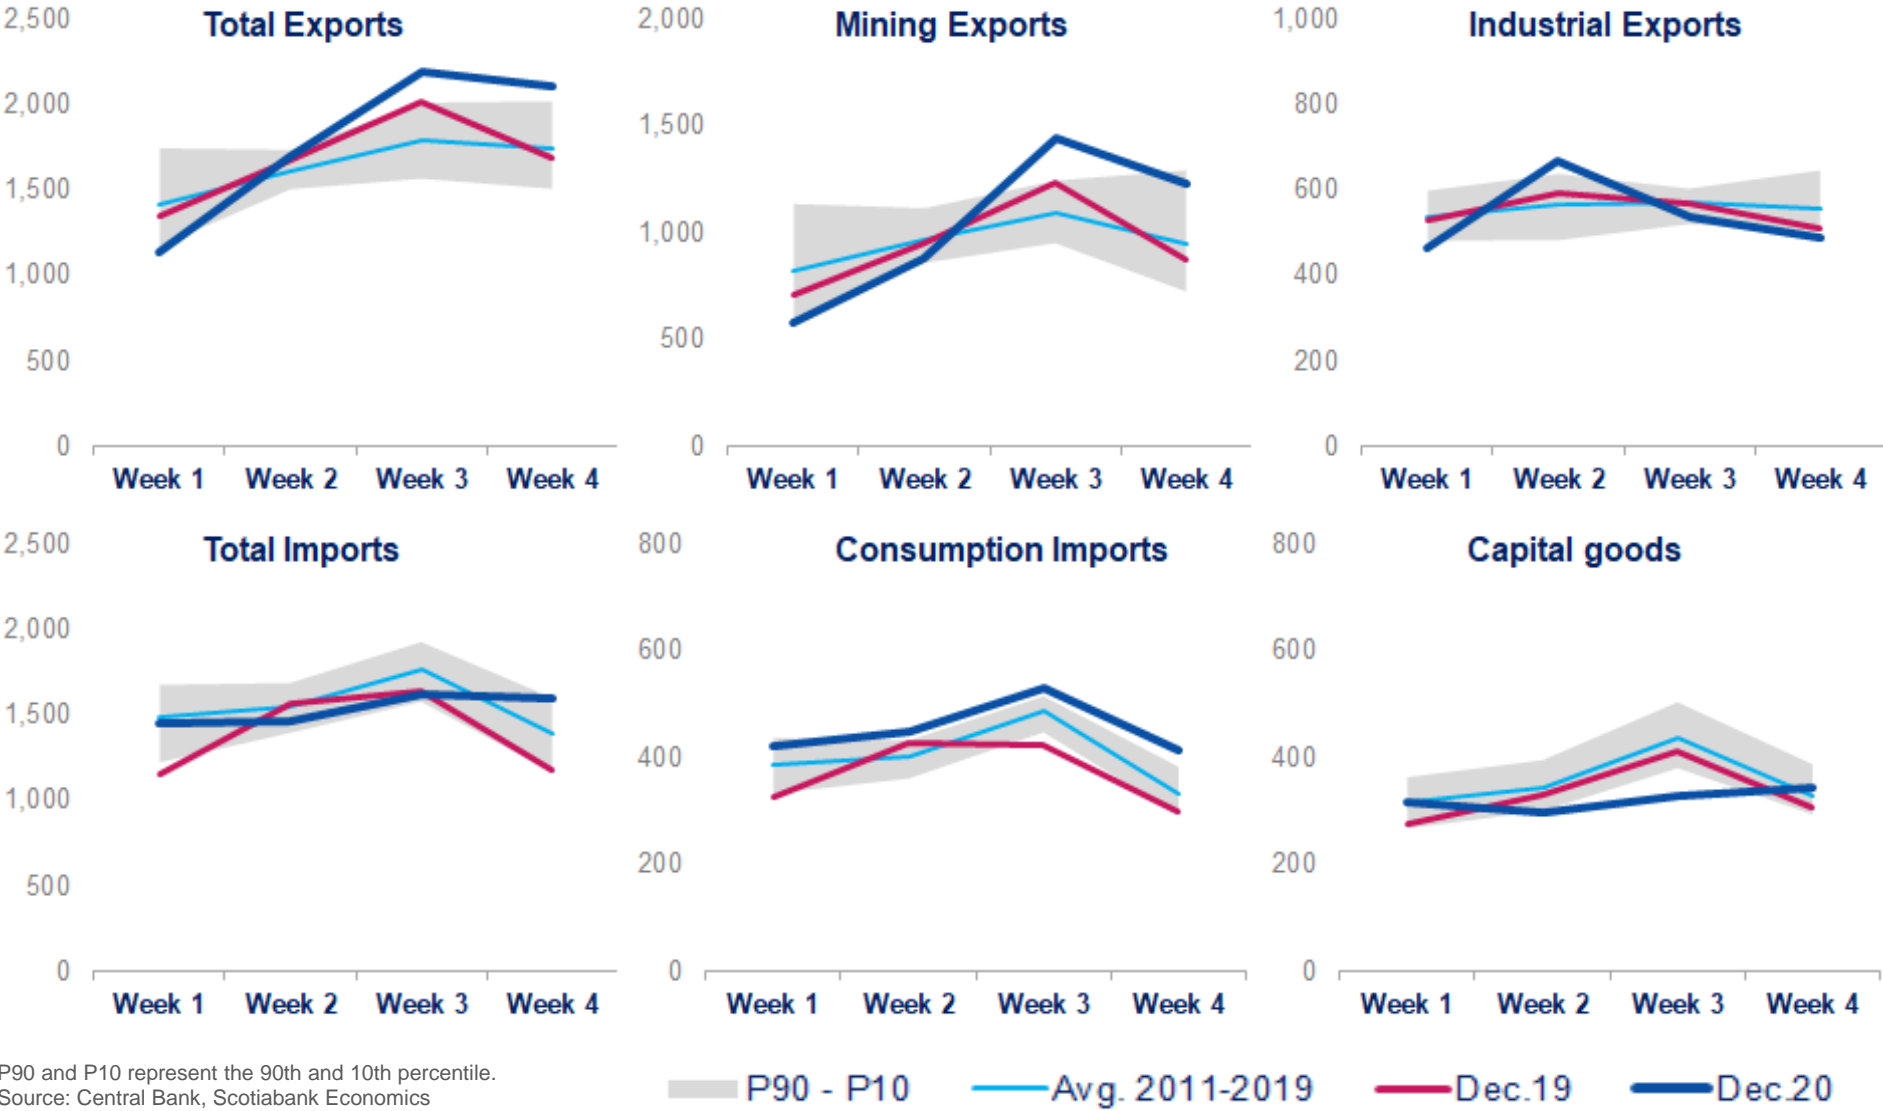 Total Exports
2,500
2,000
1,500
1,000
500
0
Week 1 Week 2 Week 3 Week 4
Mining Exports
2,000
1,500
1,000
500
0
Week 1 Week 2 Week 3 Week 4
Industrial Exports
1,000
800
600
400
200
0
Week 1 Week 2 Week 3 Week 4
Total Imports
2,500
2,000
1,500
1,000
500
0
Week 1 Week 2 Week 3 Week 4
Consumption Imports
800
600
400
200
0
Week 1 Week 2 Week 3 Week 4
Capital goods
800
600
400
200
0
Week 1 Week 2 Week 3 Week 4
P90 and P10 represent the 90th and 10th percentile.
Source: Central Bank, Scotiabank Economics
P90 - P10 Avg. 2011-2019 Dec.19 Dec.20